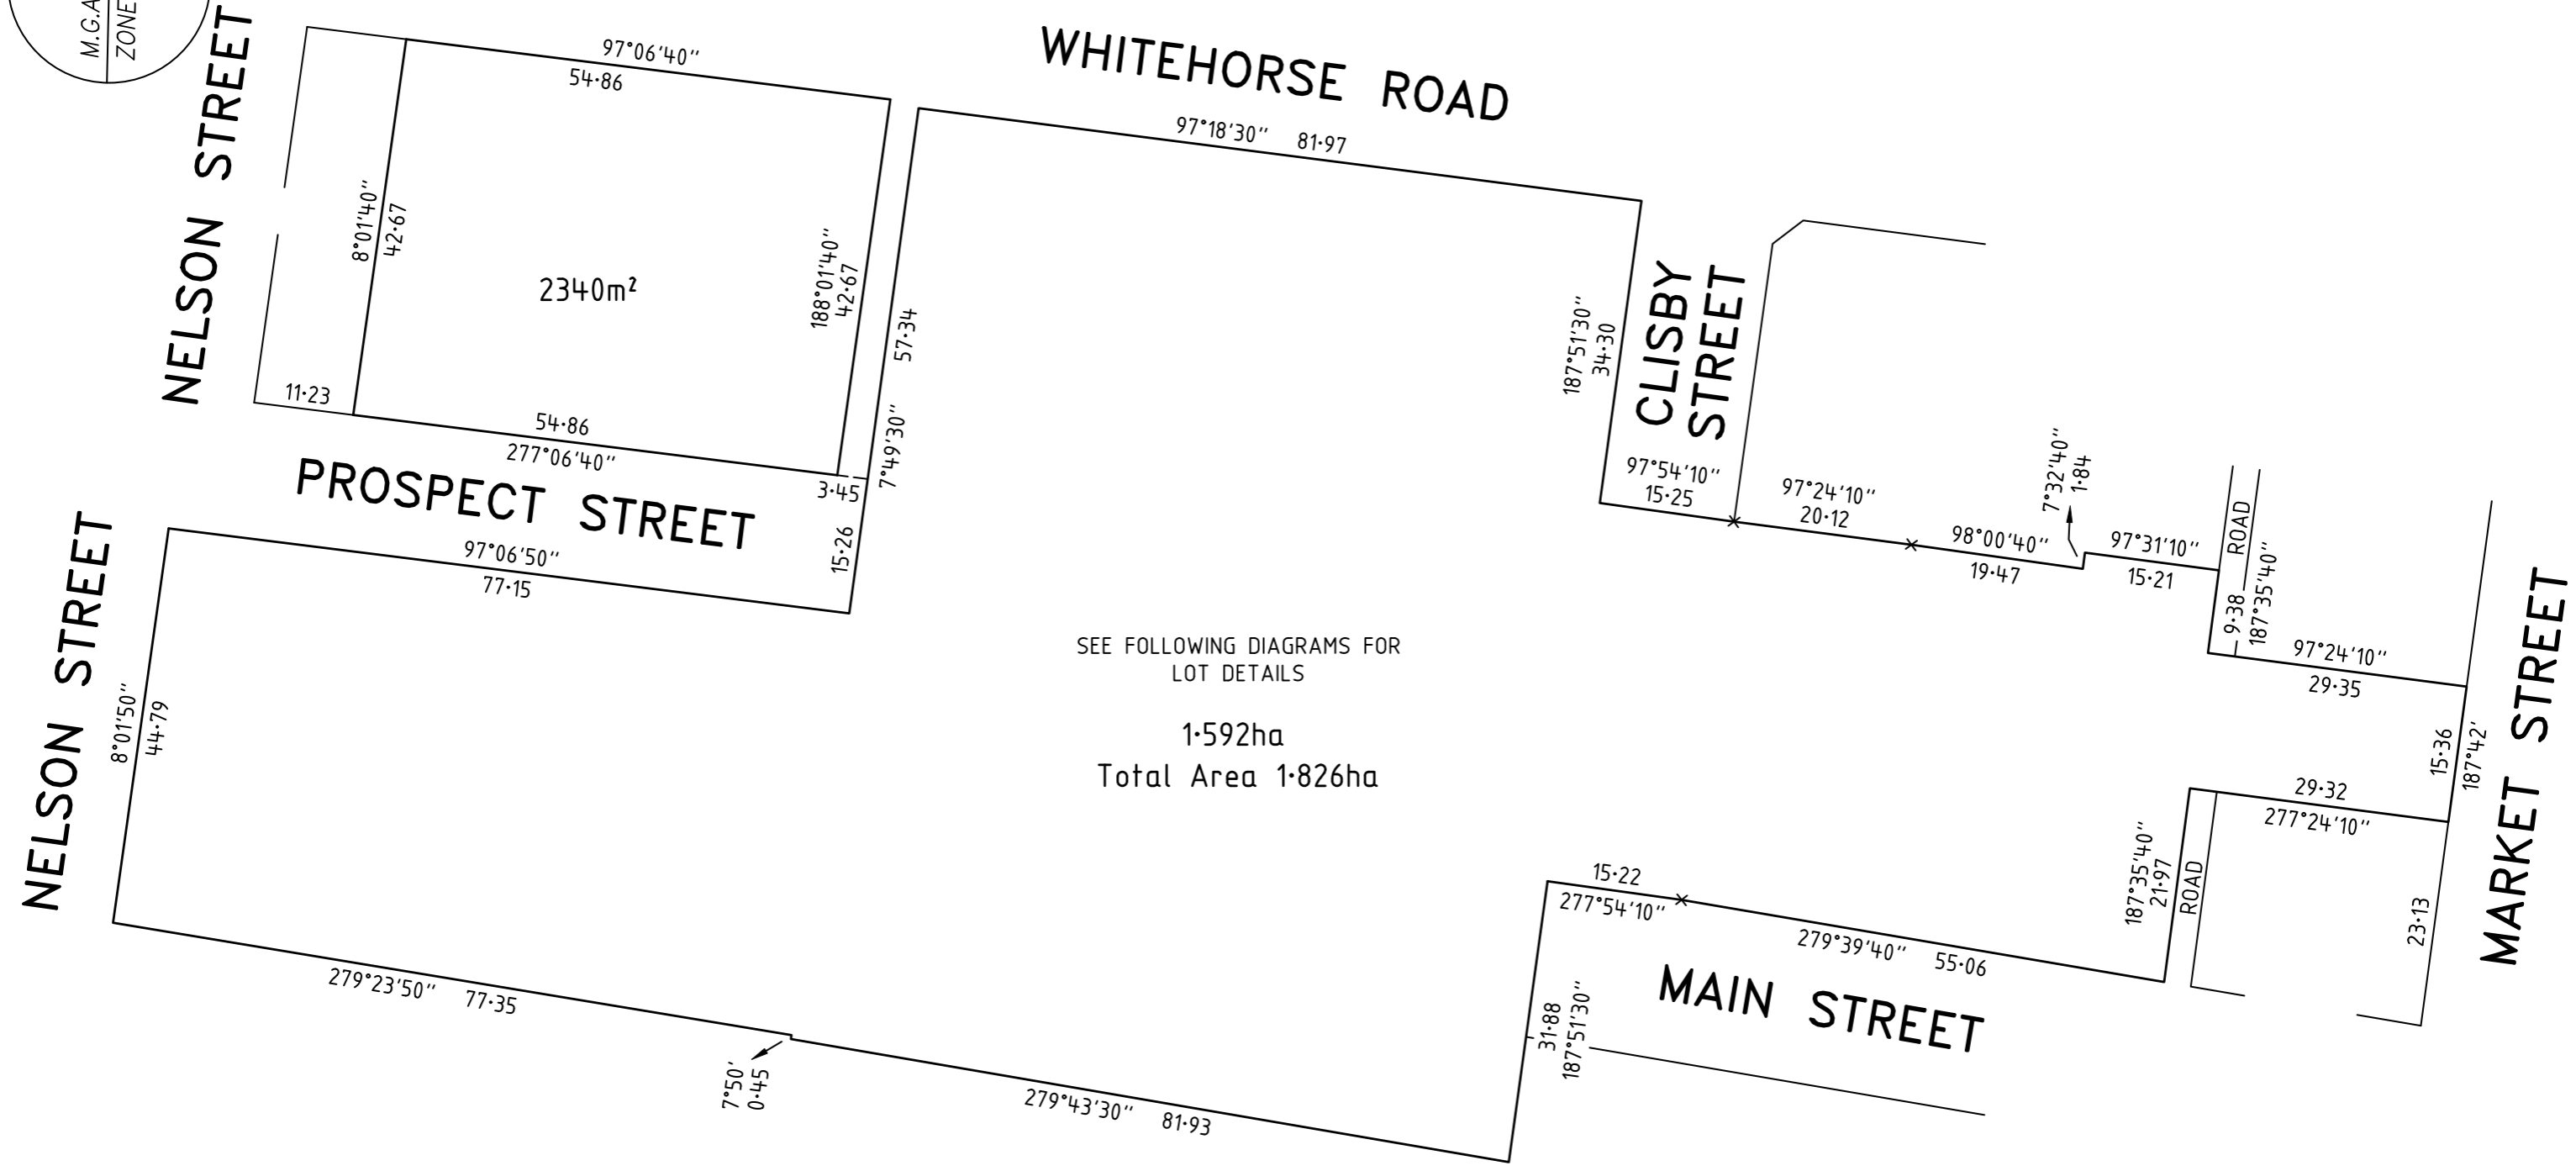 M.G.A
ZONE
NELSON STREET
97°06'40''
54·86
8°01'40''
42·67
2340m²
188°01'40''
42·67
11·23
54·86
277°06'40''
3·45
WHITEHORSE ROAD
97°18'30'' 81·97
57·34
7°49'30''
15·26
187°51'30''
34·30
CLISBY
STREET
97°54'10''
15·25
97°24'10''
20·12
98°00'40''
19·47
7°32'40''
1·84
97°31'10''
15·21
ROAD
9·38
187°35'40''
97°24'10''
29·35
MARKET STREET
15·36
187°42'
29·32
277°24'10''
23·13
187°35'40''
21·97
ROAD
PROSPECT STREET
NELSON STREET
97°06'50''
77·15
8°01'50''
44·79
SEE FOLLOWING DIAGRAMS FOR
LOT DETAILS
1·592ha
Total Area 1·826ha
15·22
277°54'10''
279°39'40'' 55·06
MAIN STREET
31·88
187°51'30''
279°23'50'' 77·35
7°50'
0·45
279°43'30'' 81·93